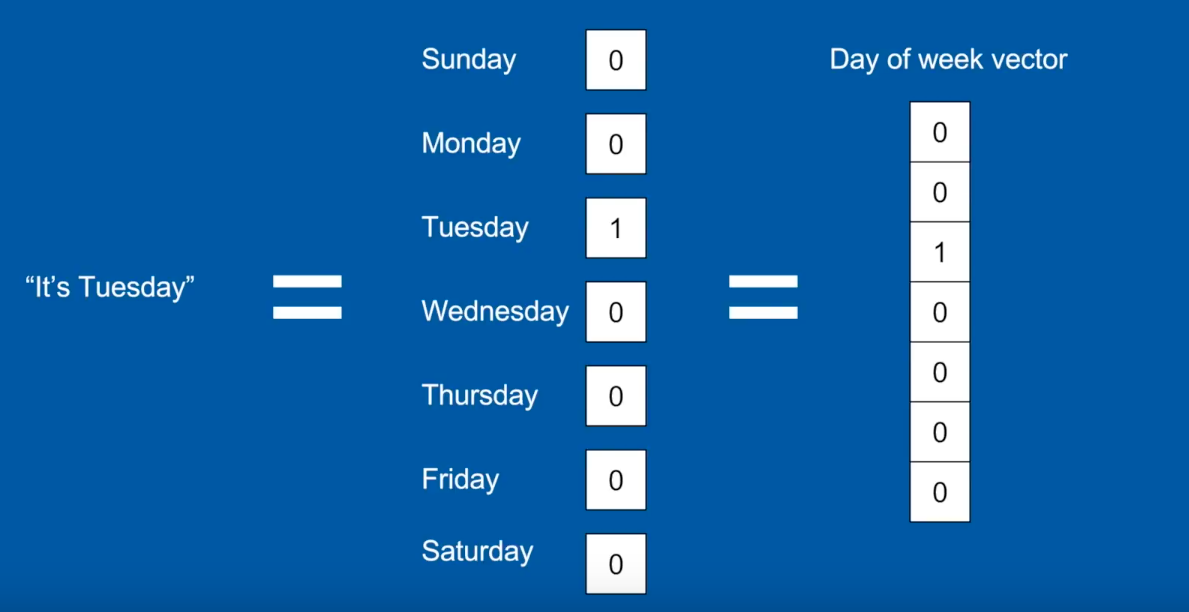 “It’s Tuesday”
Sunday 0
Monday 0
Tuesday 1
Wednesday 0
Thursday 0
Friday 0
Saturday 0
Day of week vector
0
0
1
0
0
0
0